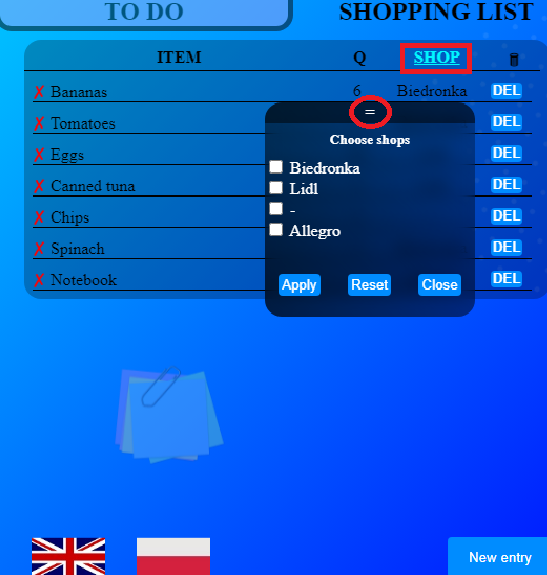 TO DO
SHOPPING LIST
ITEM Q SHOP
✗ Bananas 6 Biedronka DEL
✗ Tomatoes DEL
✗ Eggs DEL
✗ Canned tuna DEL
✗ Chips DEL
✗ Spinach DEL
✗ Notebook DEL
=
Choose shops
Biedronka
Lidl
-
Allegro
Apply Reset Close
New entry